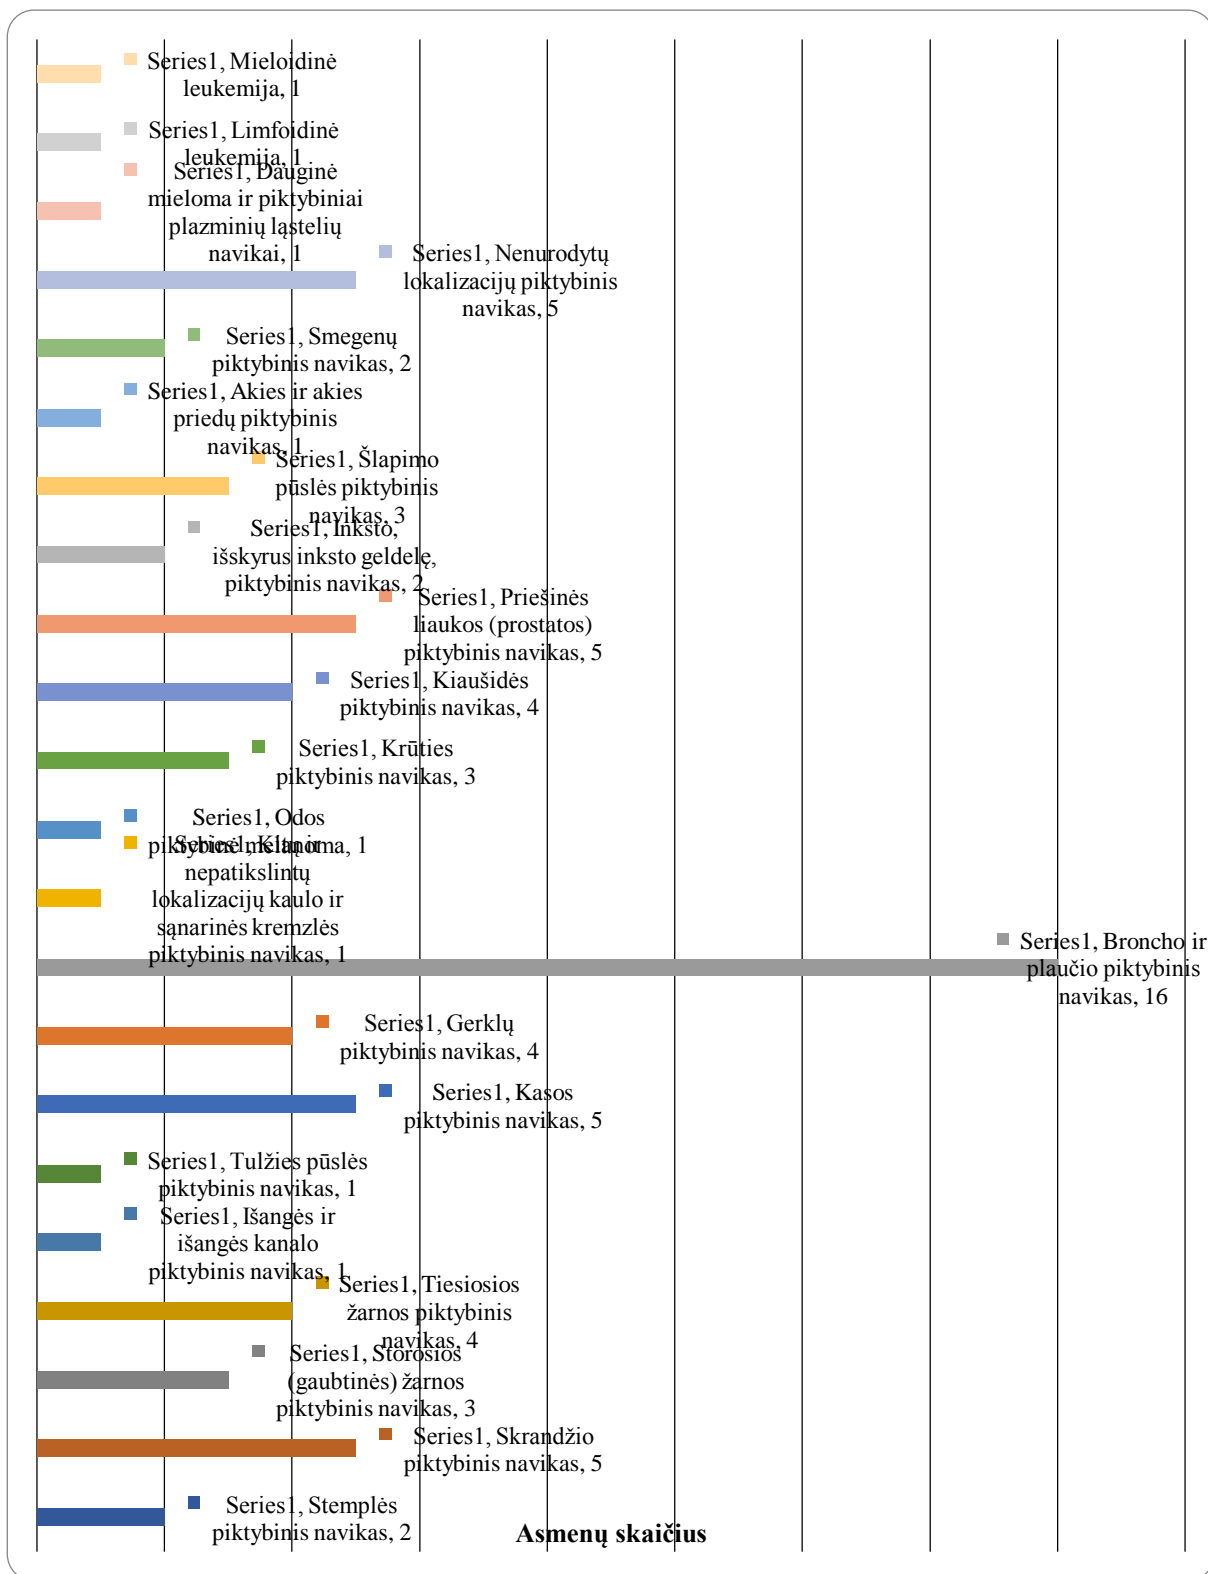 Series1, Mieloidinė
leukemija, 1
Series1, Limfoidinė
leukemija, 1
Series1, Dauginė
mieloma ir piktybiniai
plazminių ląstelių
navikai, 1
Series1, Nenurodytų
lokalizacijų piktybinis
navikas, 5
Series1, Smegenų
piktybinis navikas, 2
Series1, Akies ir akies
priedų piktybinis
navikas, 1
Series1, Šlapimo
pūslės piktybinis
navikas, 3
Series1, Inksto,
išskyrus inksto geldelę,
piktybinis navikas, 2
Series1, Priešinės
liaukos (prostatos)
piktybinis navikas, 5
Series1, Kiaušidės
piktybinis navikas, 4
Series1, Krūties
piktybinis navikas, 3
Series1, Odos
piktybinė melanoma, 1
Series1, Kitų ir
nepatikslintų
lokalizacijų kaulo ir
sąnarinės kremzlės
piktybinis navikas, 1
Series1, Broncho ir
plaučio piktybinis
navikas, 16
Series1, Gerklų
piktybinis navikas, 4
Series1, Kasos
piktybinis navikas, 5
Series1, Tulžies pūslės
piktybinis navikas, 1
Series1, Išangės ir
išangės kanalo
piktybinis navikas, 1
Series1, Tiesiosios
žarnos piktybinis
navikas, 4
Series1, Storosios
(gaubtinės) žarnos
piktybinis navikas, 3
Series1, Skrandžio
piktybinis navikas, 5
Series1, Stemplės
piktybinis navikas, 2
Asmenų skaičius